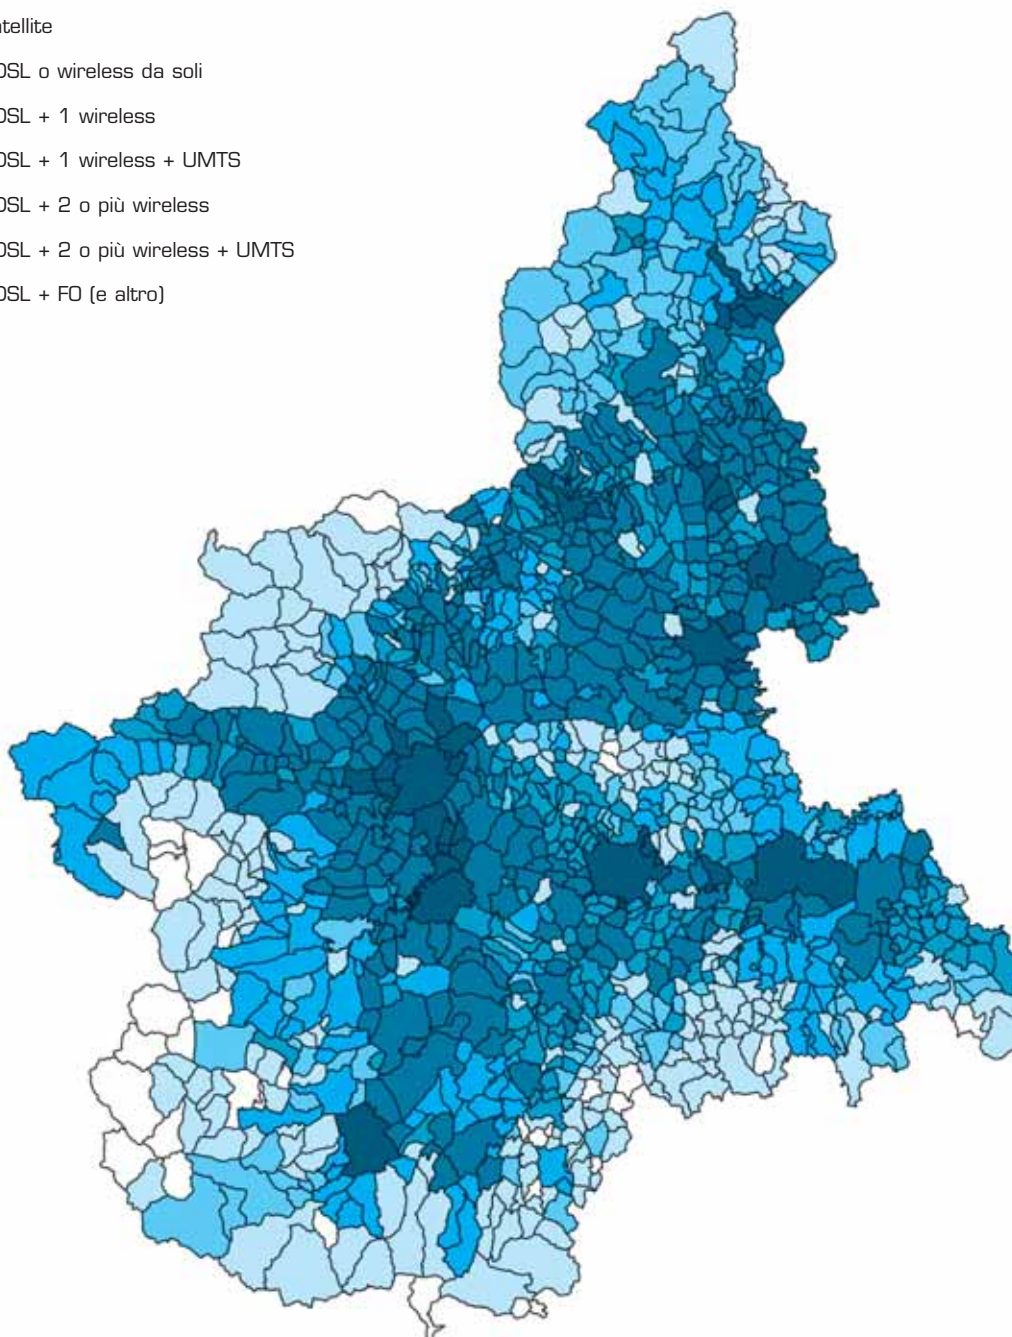 tellite
DSL o wireless da soli
DSL + 1 wireless
DSL + 1 wireless + UMTS
DSL + 2 o più wireless
DSL + 2 o più wireless + UMTS
DSL + FO (e altro)